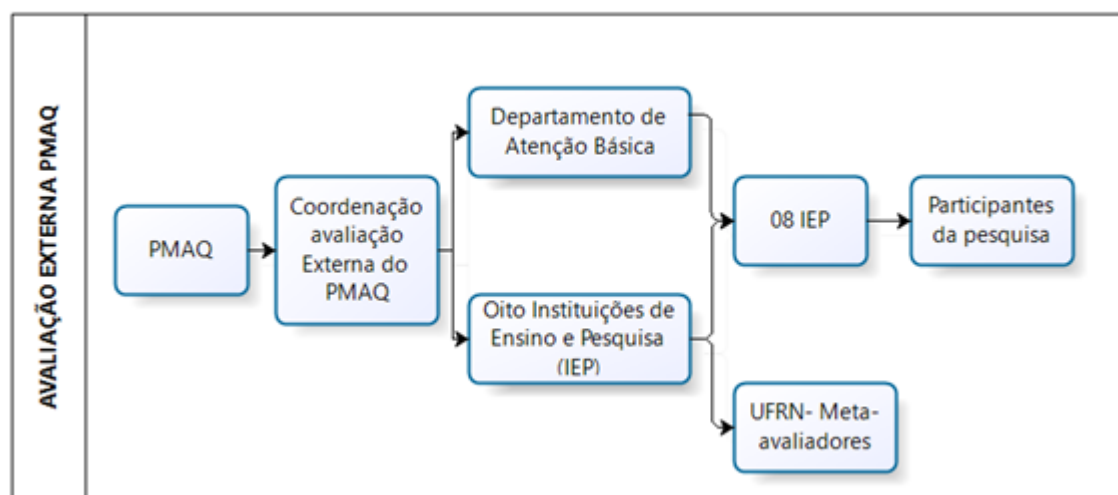 AVALIAÇÃO EXTERNA PMAQ
PMAQ
Coordenação
avaliação
Externa do
PMAQ
Departamento de
Atenção Básica
Oito Instituições de
Ensino e Pesquisa
(IEP)
08 IEP
Participantes
da pesquisa
UFRN- Meta-
avaliadores